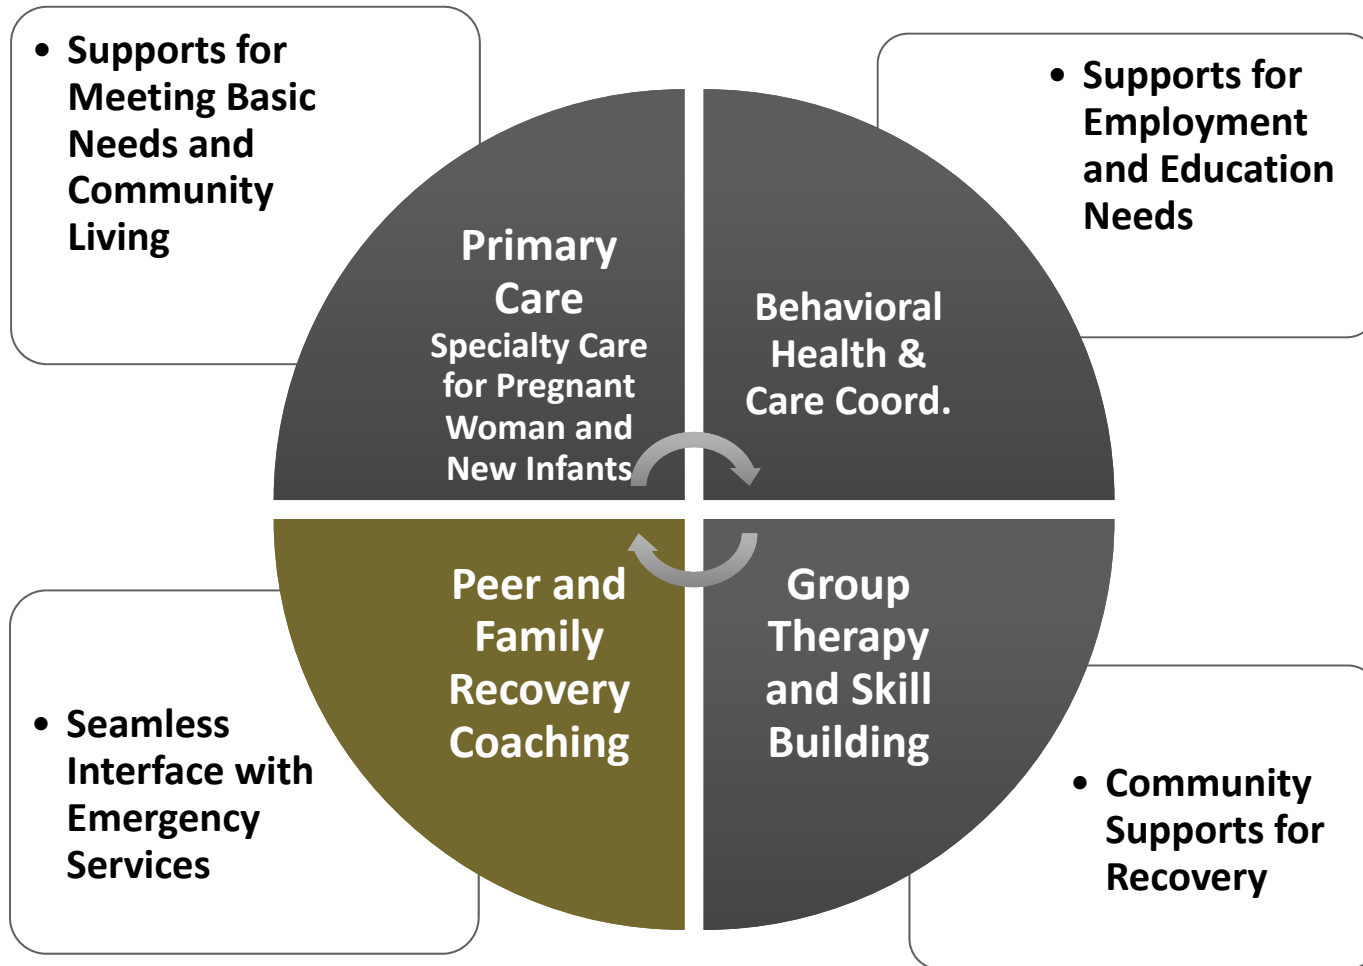 • Supports for
Meeting Basic
Needs and
Community
Living
• Supports for
Employment
and Education
Needs
Primary
Care
Specialty Care
for Pregnant
Woman and
New Infants
Behavioral
Health &
Care Coord.
Peer and
Family
Recovery
Coaching
Group
Therapy
and Skill
Building
• Seamless
Interface with
Emergency
Services
• Community
Supports for
Recovery